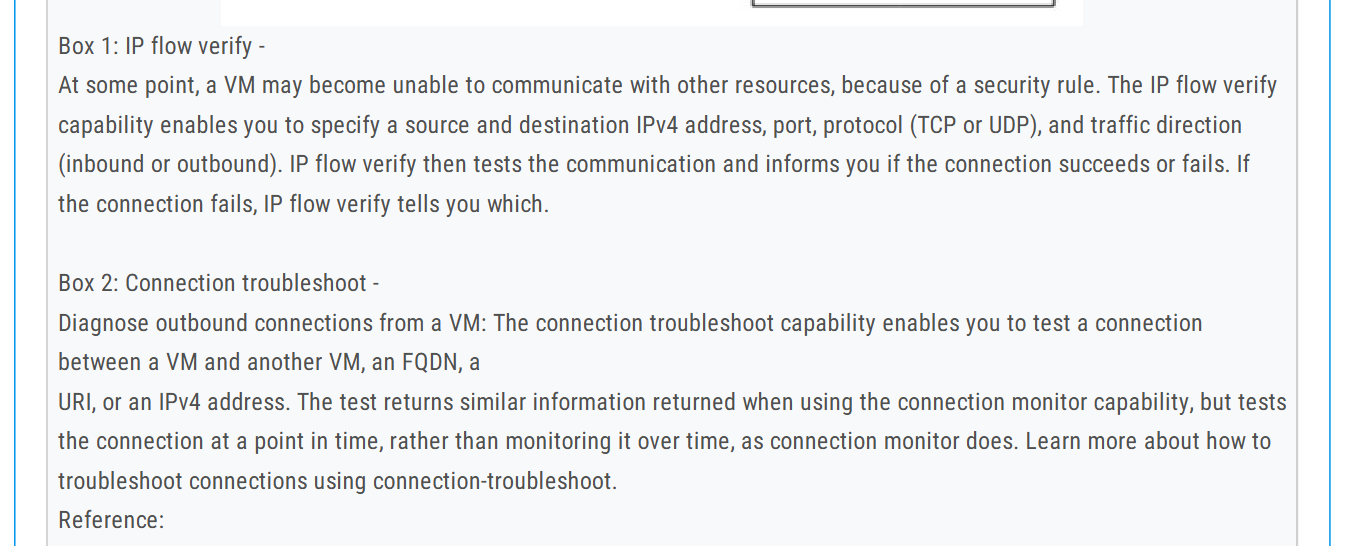 Box 1: IP flow verify -
At some point, a VM may become unable to communicate with other resources, because of a security rule. The IP flow verify
capability enables you to specify a source and destination IPv4 address, port, protocol (TCP or UDP), and traffic direction
(inbound or outbound). IP flow verify then tests the communication and informs you if the connection succeeds or fails. If
the connection fails, IP flow verify tells you which.
Box 2: Connection troubleshoot -
Diagnose outbound connections from a VM: The connection troubleshoot capability enables you to test a connection
between a VM and another VM, an FQDN, a
URI, or an IPv4 address. The test returns similar information returned when using the connection monitor capability, but tests
the connection at a point in time, rather than monitoring it over time, as connection monitor does. Learn more about how to
troubleshoot connections using connection-troubleshoot.
Reference: